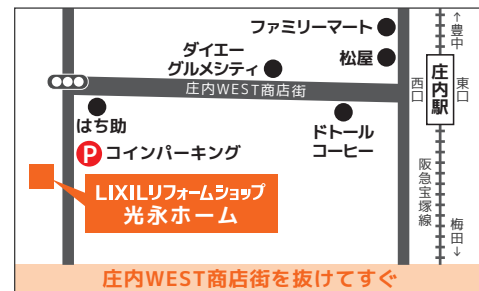 ファミリーマート
松屋
ダイエー
グルメシティ
庄内WEST商店街
はち助
P コインパーキング
ドトール
コーヒー
LIXILリフォームショップ
光永ホーム
↑豊中
西口
庄内駅
東口
阪急宝塚線
梅田↓
庄内WEST商店街を抜けてすぐ